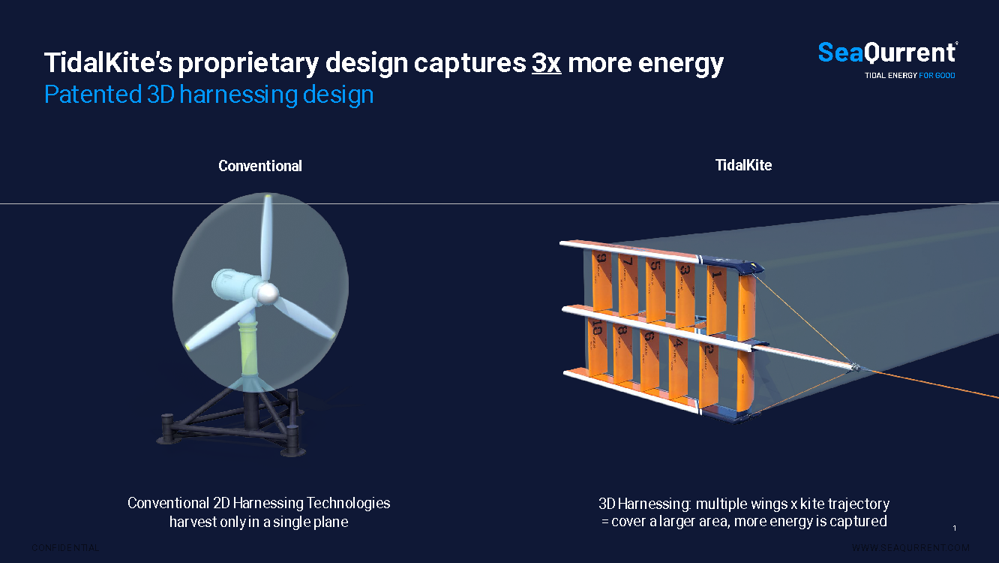 TidalKite’s proprietary design captures 3x more energy
Patented 3D harnessing design
SeaQurrent®
TIDAL ENERGY FOR GOOD
Conventional
TidalKite
9
7
5
3
1
10
8
6
4
2
Conventional 2D Harnessing Technologies
harvest only in a single plane
3D Harnessing: multiple wings x kite trajectory
= cover a larger area, more energy is captured
1
CONFIDENTIAL
WWW.SEAQURRENT.COM